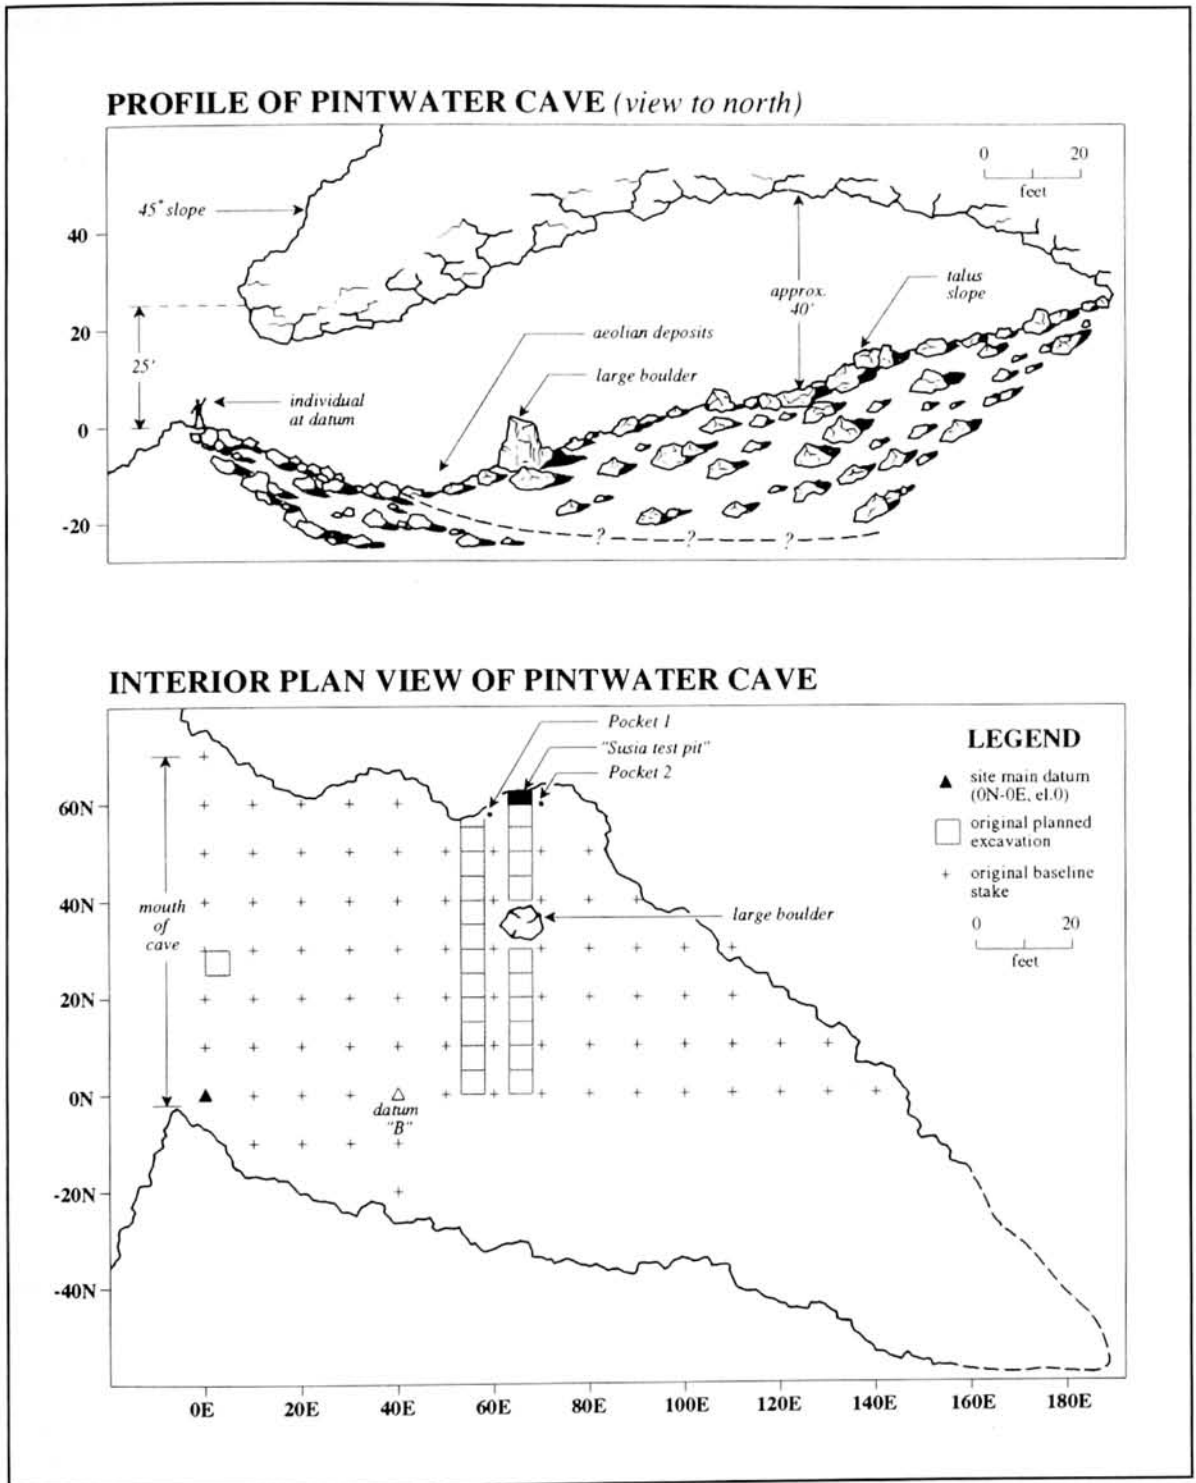 PROFILE OF PINTWATER CAVE (view to north)
0 20
feet
45° slope
40
talus
slope
approx.
40'
20
aeolian deposits
25'
large boulder
individual
at datum
0
-20
? ? ?
INTERIOR PLAN VIEW OF PINTWATER CAVE
Pocket 1
"Susia test pit"
Pocket 2
LEGEND
site main datum
(0N-0E, el.0)
original planned
excavation
original baseline
stake
0 20
feet
60N
40N
mouth
of
cave
large boulder
20N
0N
datum
"B"
-20N
-40N
0E 20E 40E 60E 80E 100E 120E 140E 160E 180E